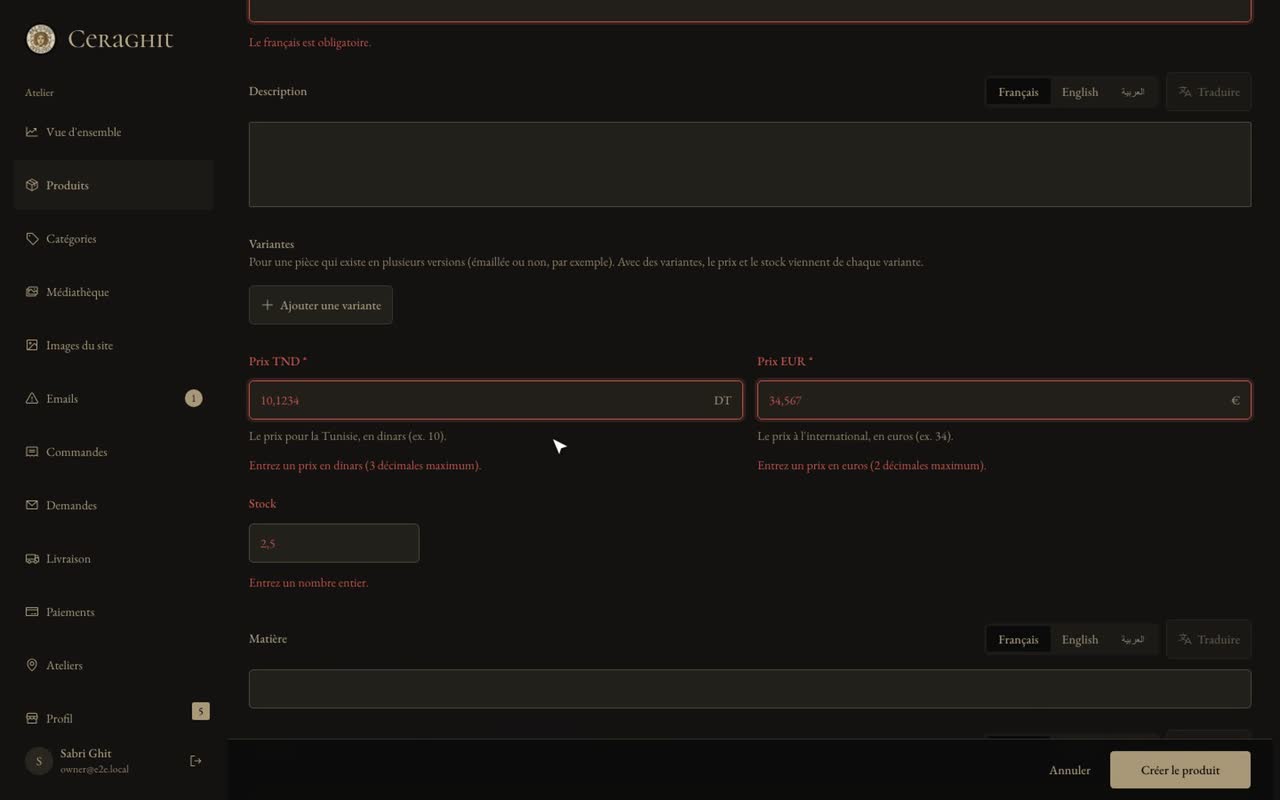 Ceraghit
Atelier
Vue d'ensemble
Produits
Catégories
Médiathèque
Images du site
Emails
1
Commandes
Demandes
Livraison
Paiements
Ateliers
Profil
5
S
Sabri Ghit
owner@e2e.local
Le français est obligatoire.
Description
Français English العربية Traduire
Variantes
Pour une pièce qui existe en plusieurs versions (émaillée ou non, par exemple). Avec des variantes, le prix et le stock viennent de chaque variante.
Ajouter une variante
Prix TND * Prix EUR *
10,1234 DT 34,567 €
Le prix pour la Tunisie, en dinars (ex. 10). Le prix à l'international, en euros (ex. 34).
Entrez un prix en dinars (3 décimales maximum). Entrez un prix en euros (2 décimales maximum).
Stock
2,5
Entrez un nombre entier.
Matière
Français English العربية Traduire
Annuler Créer le produit